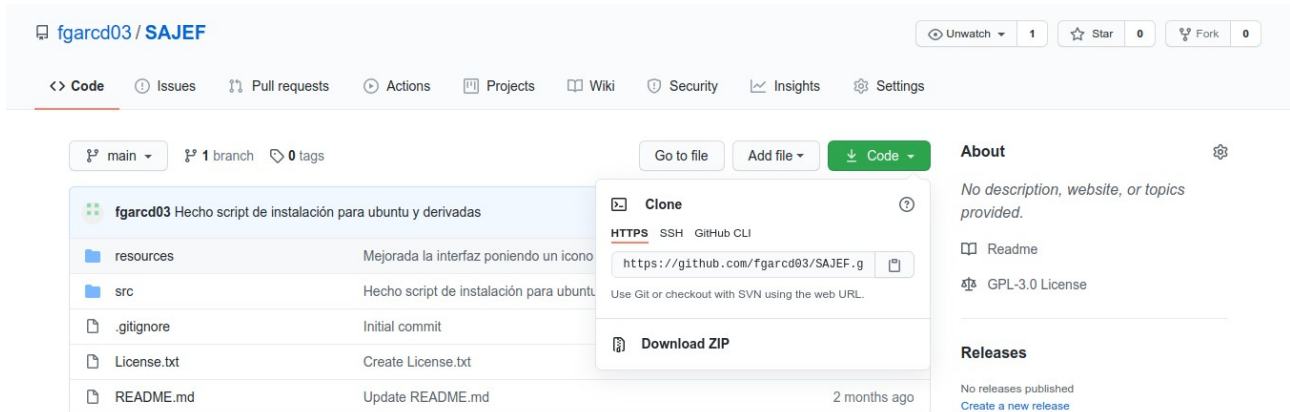 fgarcd03 / SAJEF
Unwatch 1 Star 0 Fork 0
Code Issues Pull requests Actions Projects Wiki Security Insights Settings
main 1 branch 0 tags Go to file Add file Code
fgarcd03 Hecho script de instalación para ubuntu y derivadas
resources Mejorada la interfaz poniendo un icono
src Hecho script de instalación para ubuntu
.gitignore Initial commit
License.txt Create License.txt
README.md Update README.md 2 months ago
Clone
HTTPS SSH GitHub CLI
https://github.com/fgarcd03/SAJEF.g
Use Git or checkout with SVN using the web URL.
Download ZIP
About
No description, website, or topics
provided.
Readme
GPL-3.0 License
Releases
No releases published
Create a new release